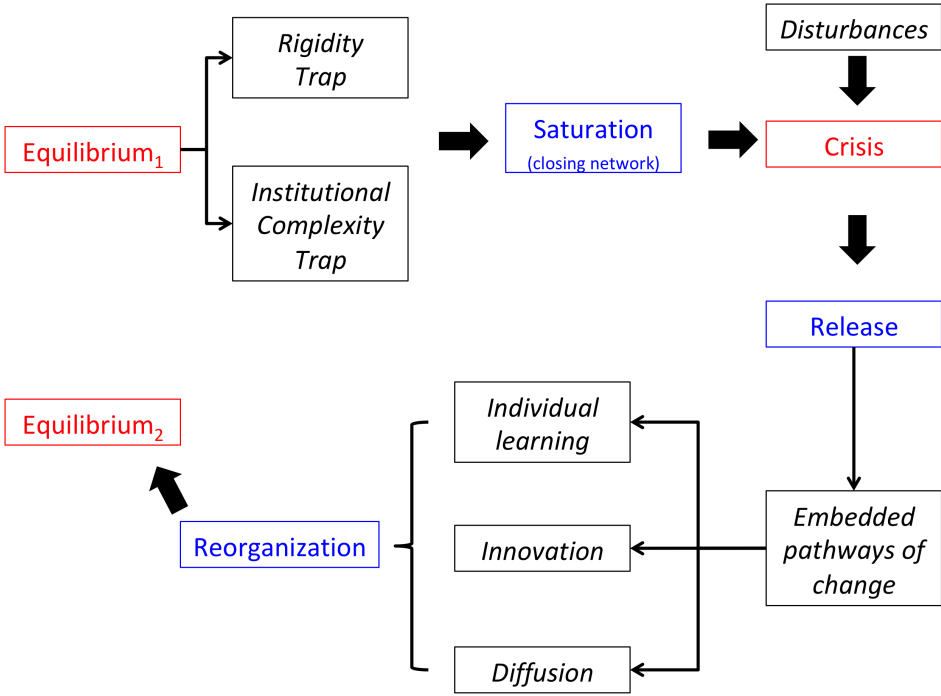 Rigidity
Trap
Disturbances
Equilibrium₁
Saturation
(closing network)
Crisis
Institutional
Complexity
Trap
Release
Equilibrium₂
Individual
learning
Reorganization
Innovation
Embedded
pathways of
change
Diffusion